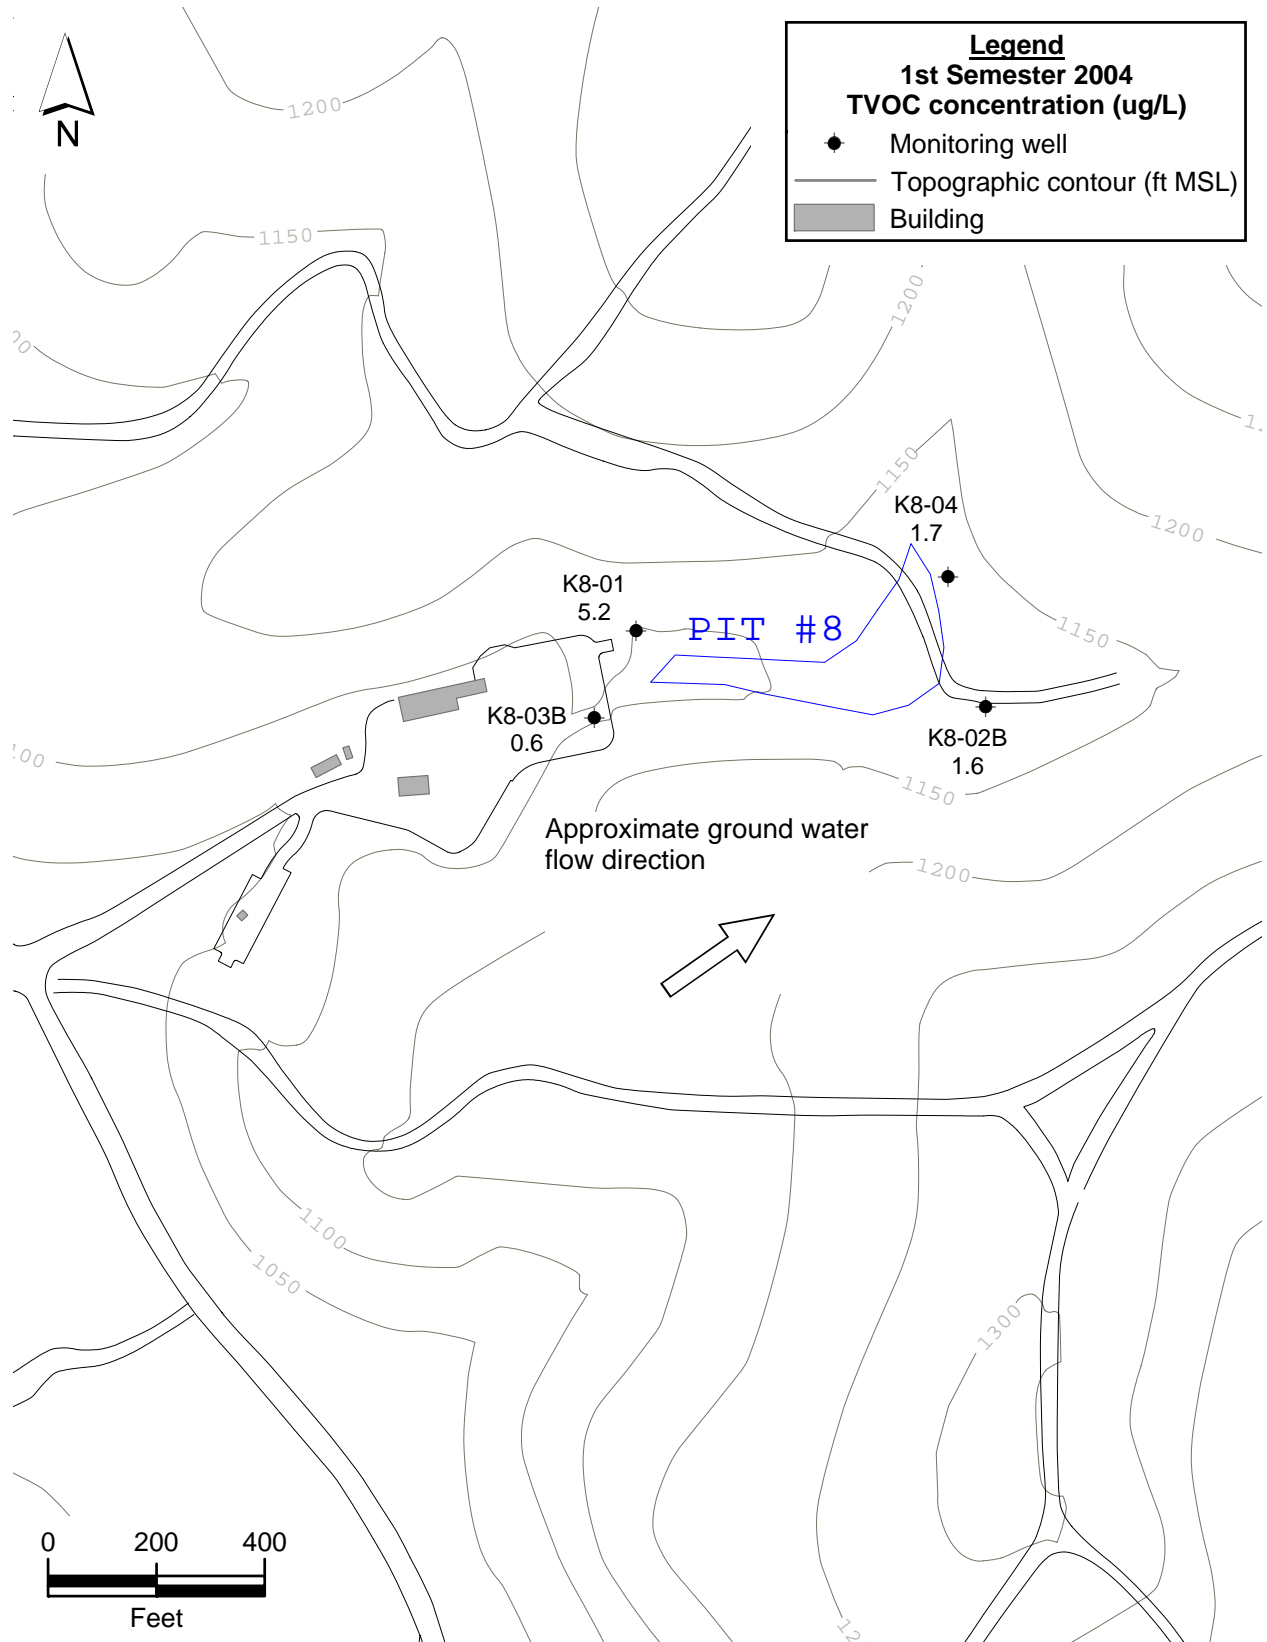 Legend
1st Semester 2004
TVOC concentration (ug/L)
Monitoring well
Topographic contour (ft MSL)
Building
N
1200
1150
1200
1150
K8-04
1.7
1200
K8-01
5.2
PIT #8
1150
K8-03B
0.6
K8-02B
1.6
1150
Approximate ground water
flow direction
1200
1100
1050
1300
0 200 400
Feet